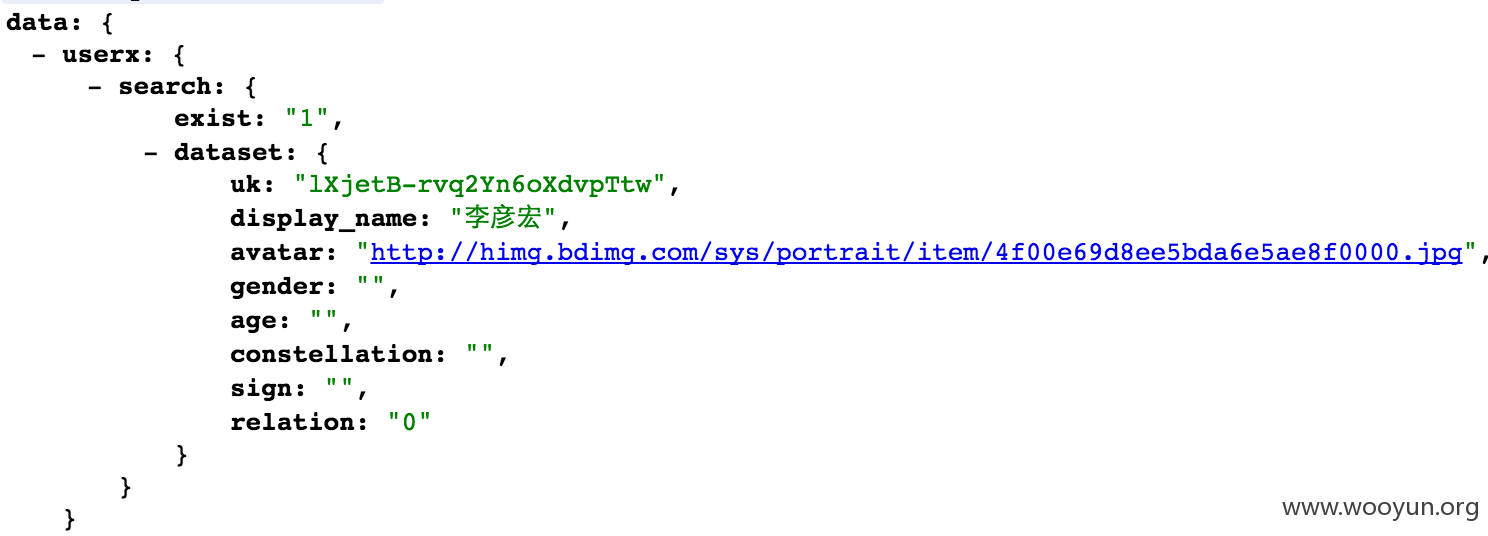 data: {
- userx: {
- search: {
exist: "1",
- dataset: {
uk: "lXjetB-rvq2Yn6oXdvpTtw",
display_name: "李彦宏",
avatar: "http://himg.bdimg.com/sys/portrait/item/4f00e69d8ee5bda6e5ae8f0000.jpg",
gender: "",
age: "",
constellation: "",
sign: "",
relation: "0"
}
}
}
www.wooyun.org